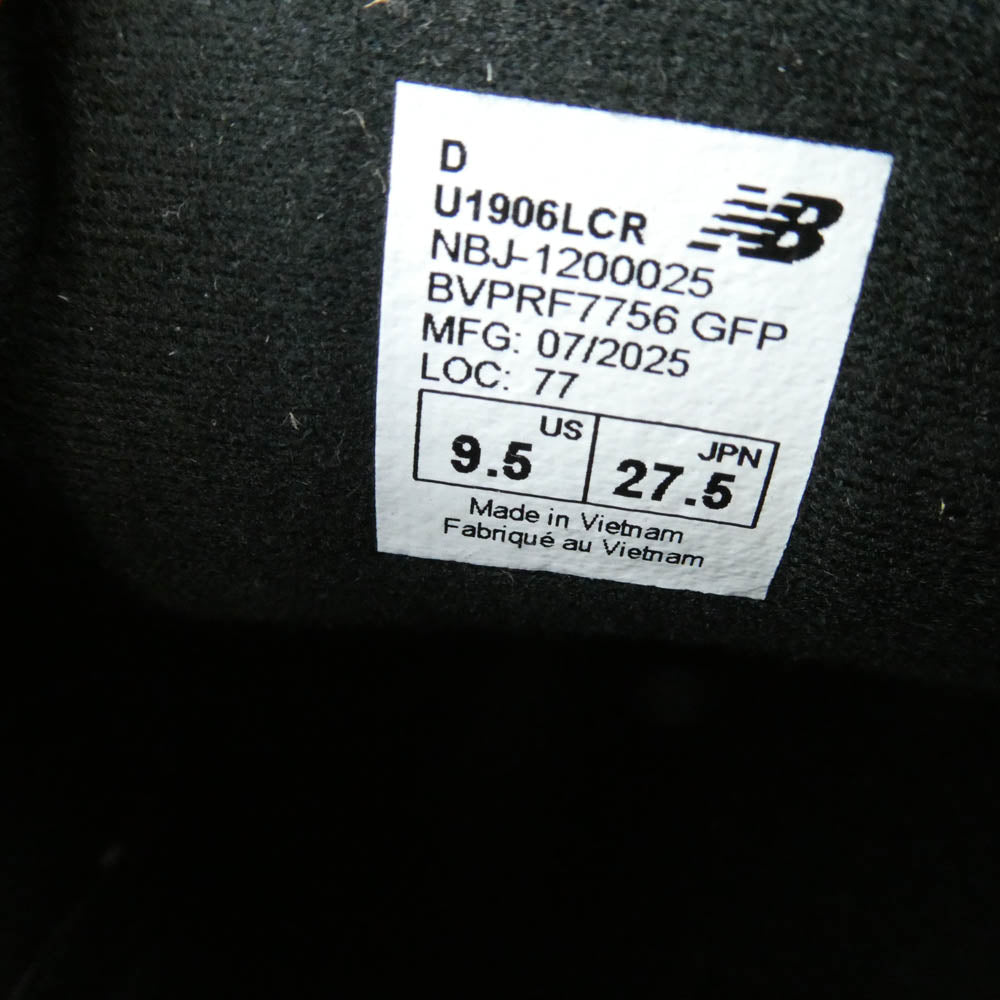 D
U1906LCR
NB
NBJ-1200025
BVPRF7756 GFP
MFG: 07/2025
LOC: 77
US JPN
9.5 27.5
Made in Vietnam
Fabriqué au Vietnam